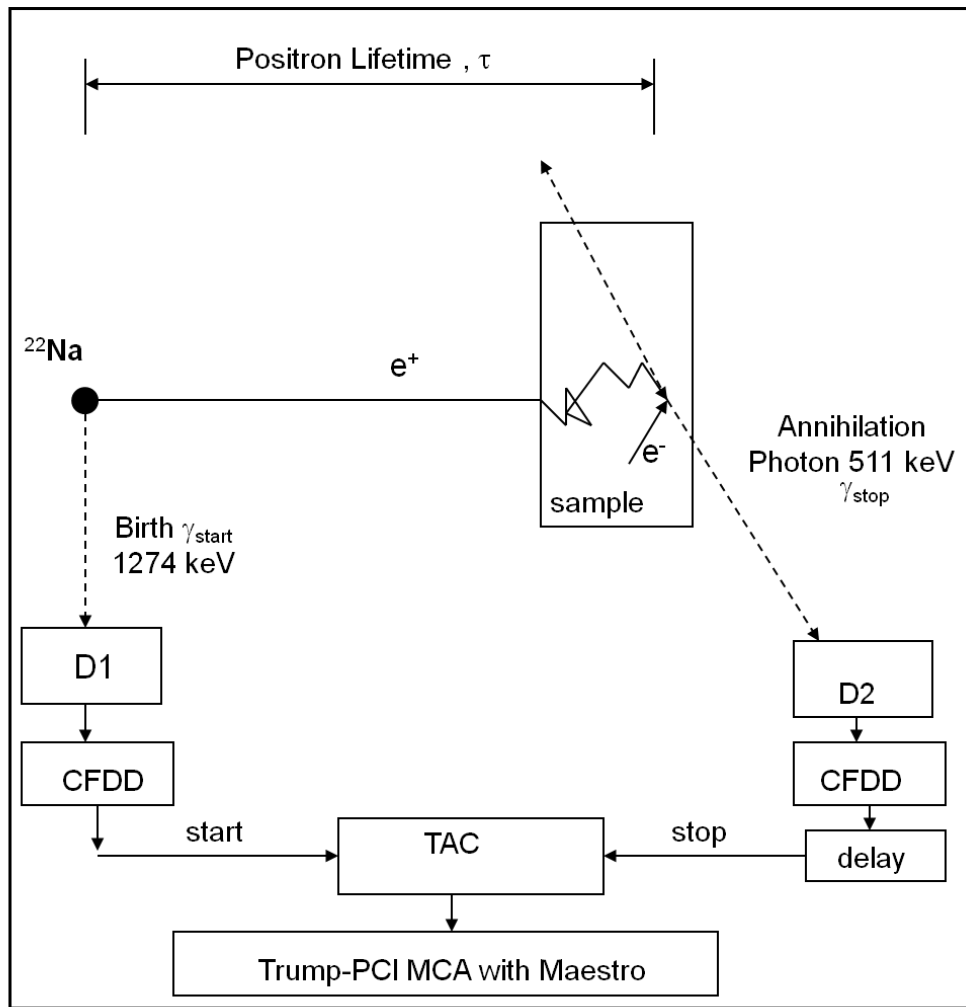 Positron Lifetime , τ
²²Na
e⁺
e⁻
sample
Annihilation
Photon 511 keV
γstop
Birth γstart
1274 keV
D1
D2
CFDD
CFDD
start
TAC
stop
delay
Trump-PCI MCA with Maestro